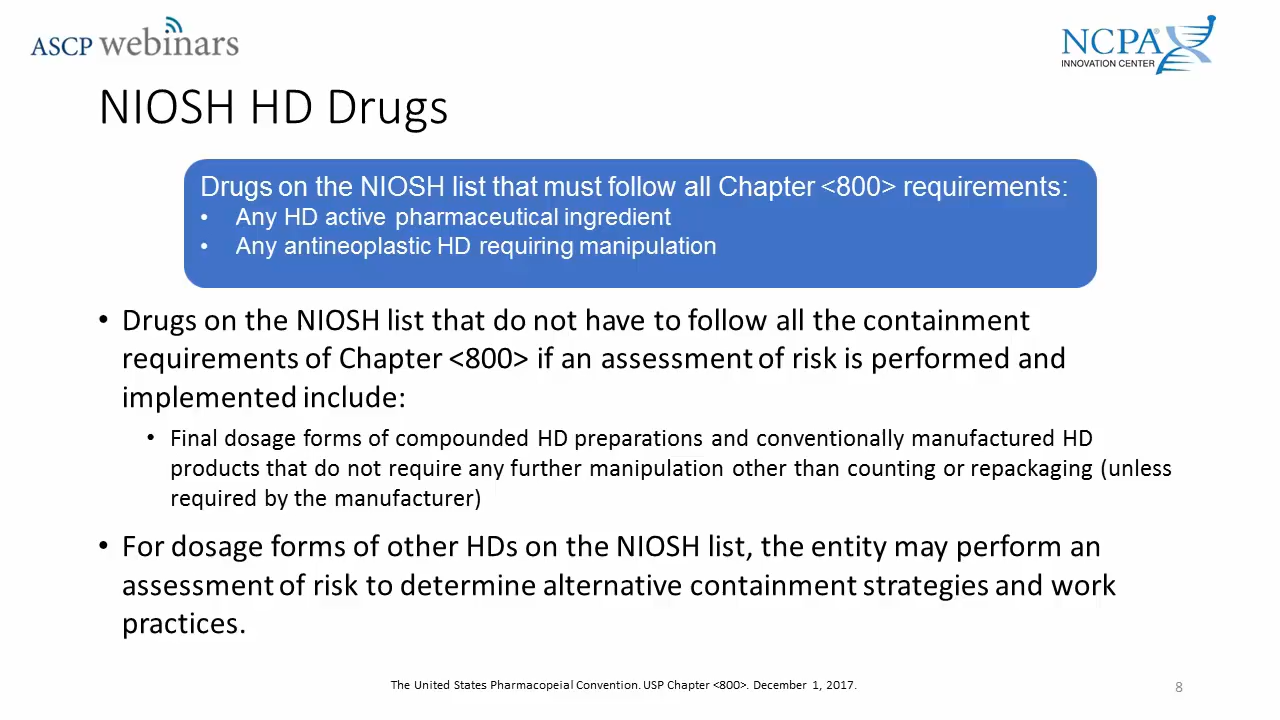 ASCP webinars
NCPA
INNOVATION CENTER
NIOSH HD Drugs
Drugs on the NIOSH list that must follow all Chapter <800> requirements:
• Any HD active pharmaceutical ingredient
• Any antineoplastic HD requiring manipulation
• Drugs on the NIOSH list that do not have to follow all the containment
requirements of Chapter <800> if an assessment of risk is performed and
implemented include:
• Final dosage forms of compounded HD preparations and conventionally manufactured HD
products that do not require any further manipulation other than counting or repackaging (unless
required by the manufacturer)
• For dosage forms of other HDs on the NIOSH list, the entity may perform an
assessment of risk to determine alternative containment strategies and work
practices.
The United States Pharmacopeial Convention. USP Chapter <800>. December 1, 2017.
8